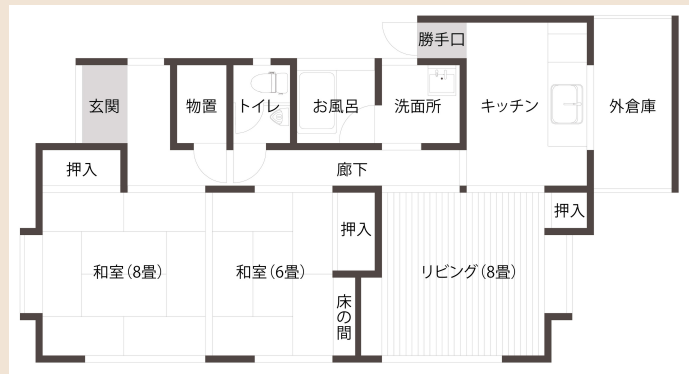 勝手口
玄関
物置
トイレ
お風呂
洗面所
キッチン
外倉庫
押入
廊下
押入
押入
和室(8畳)
和室(6畳)
リビング(8畳)
床の間